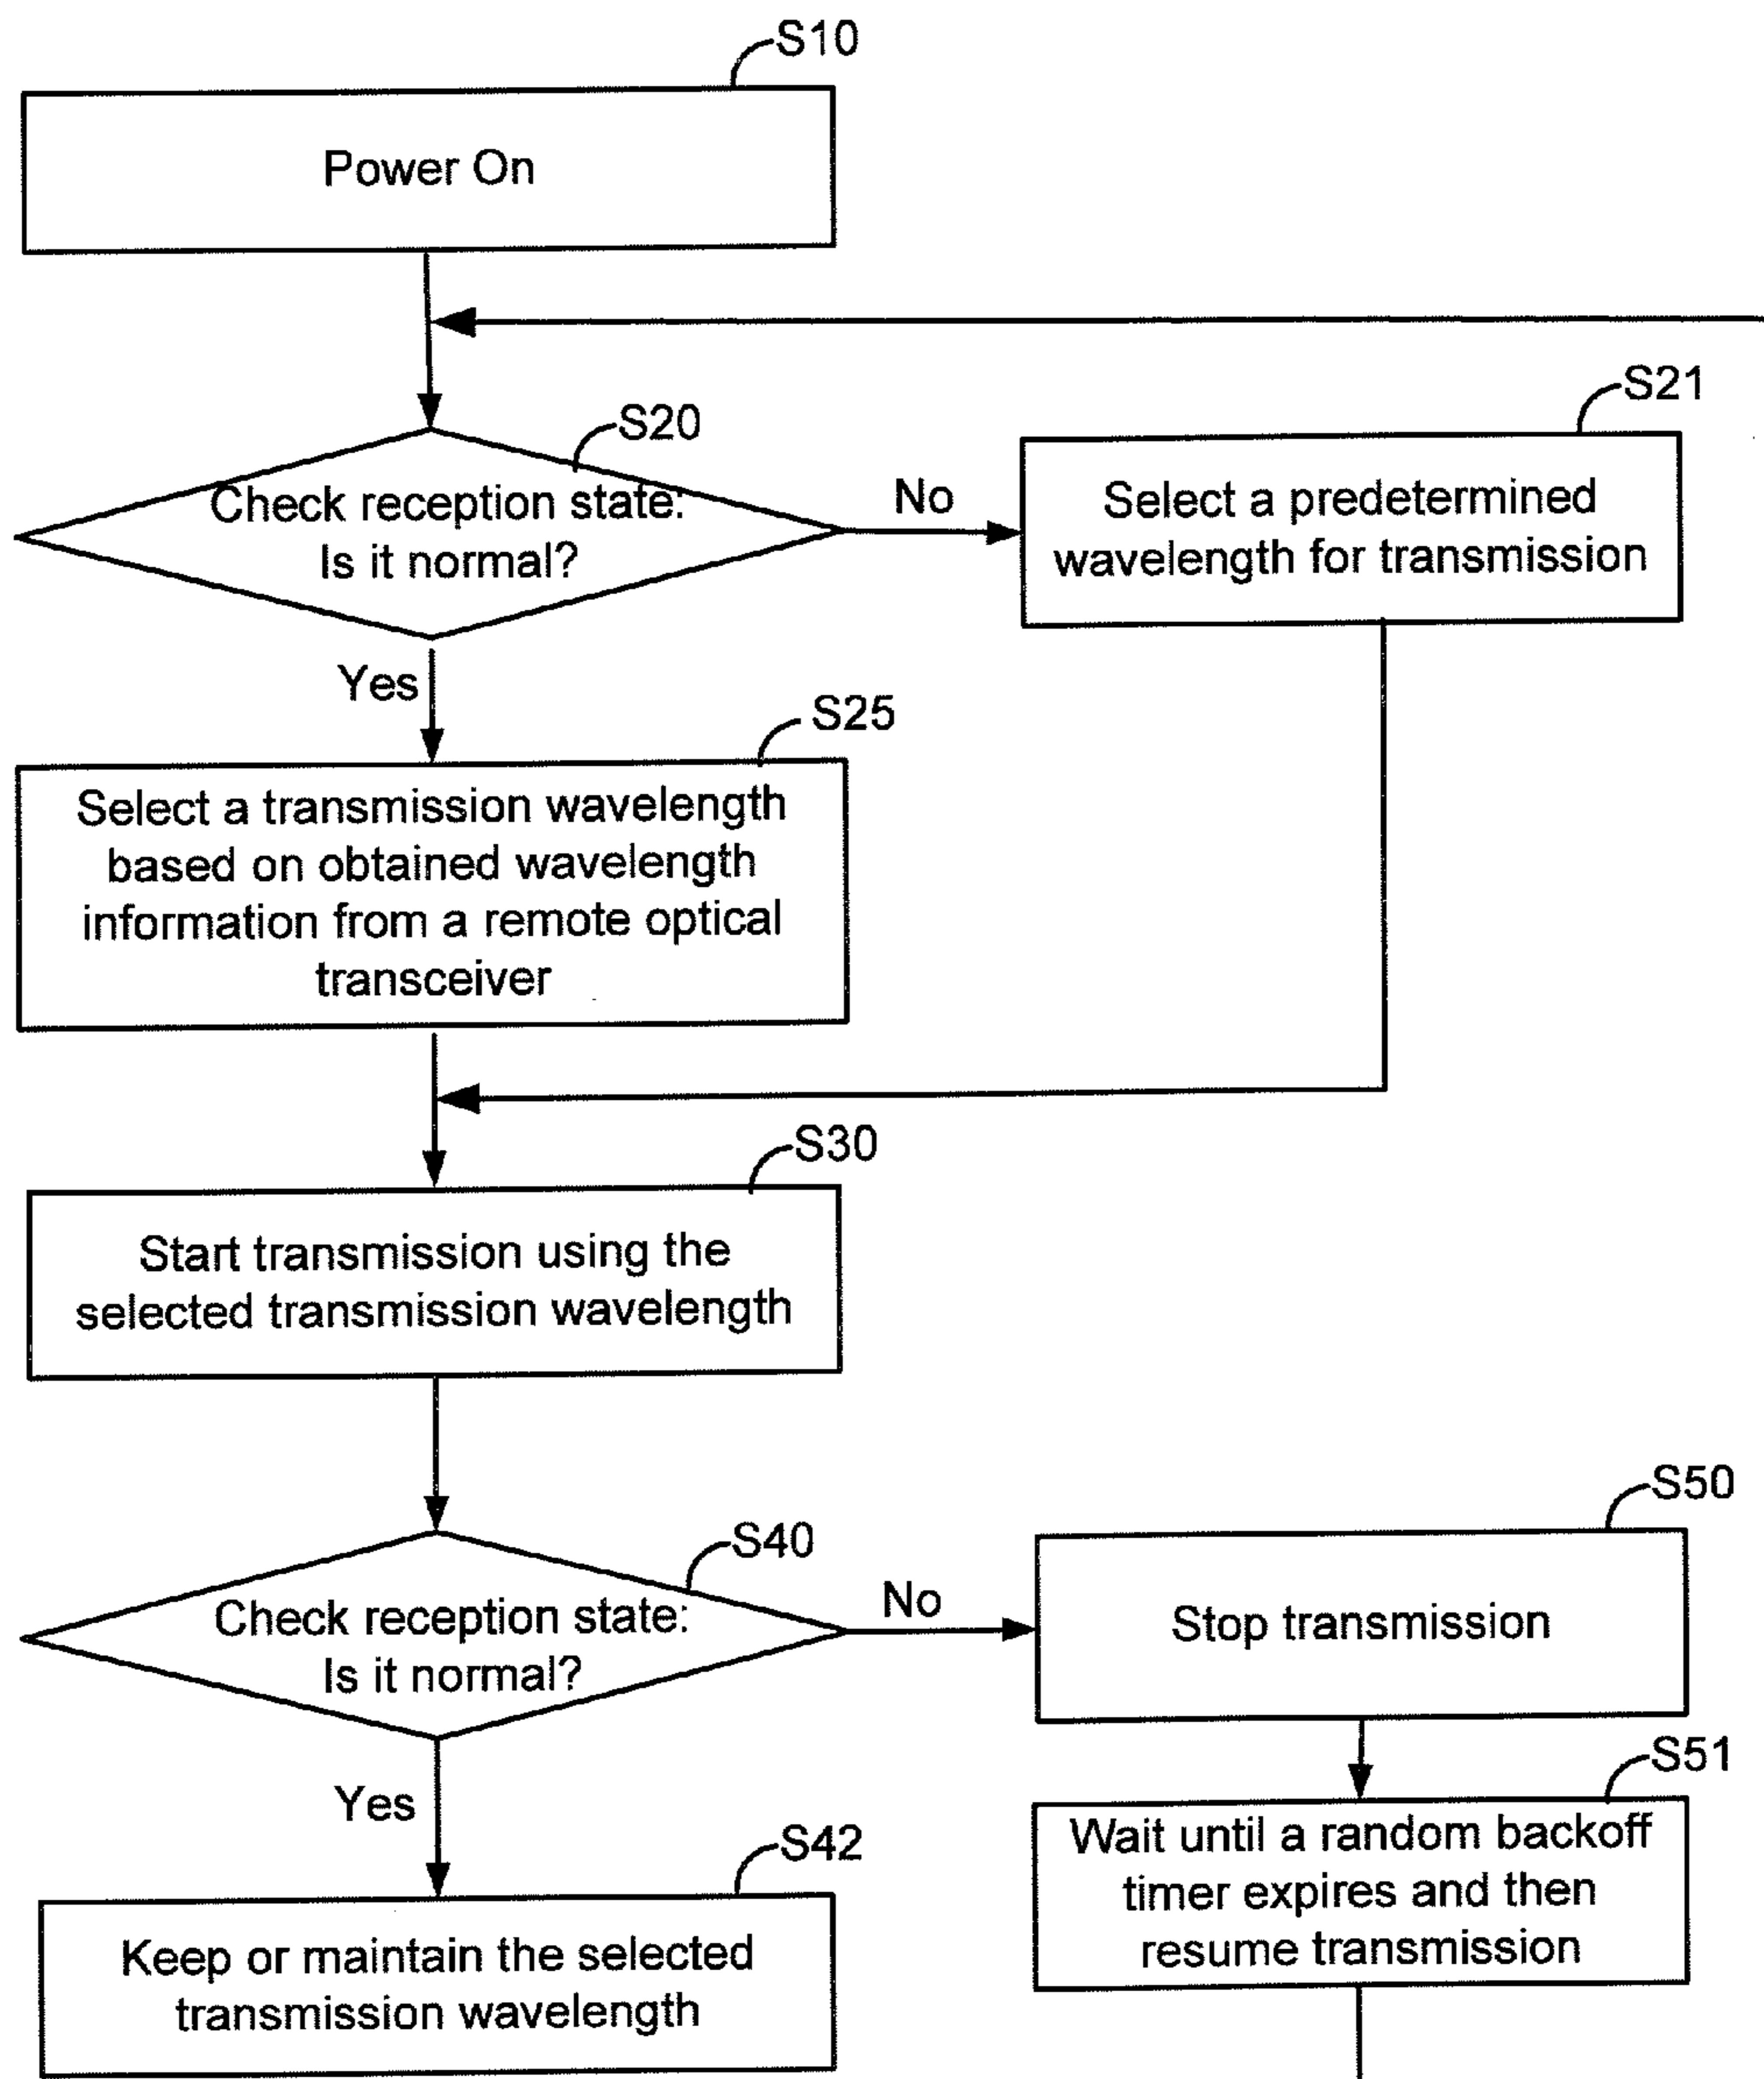 S10
Power On
S20
Check reception state:
Is it normal?
No
S21
Select a predetermined
wavelength for transmission
Yes
S25
Select a transmission wavelength
based on obtained wavelength
information from a remote optical
transceiver
S30
Start transmission using the
selected transmission wavelength
S40
Check reception state:
Is it normal?
No
S50
Stop transmission
S51
Wait until a random backoff
timer expires and then
resume transmission
Yes
S42
Keep or maintain the selected
transmission wavelength